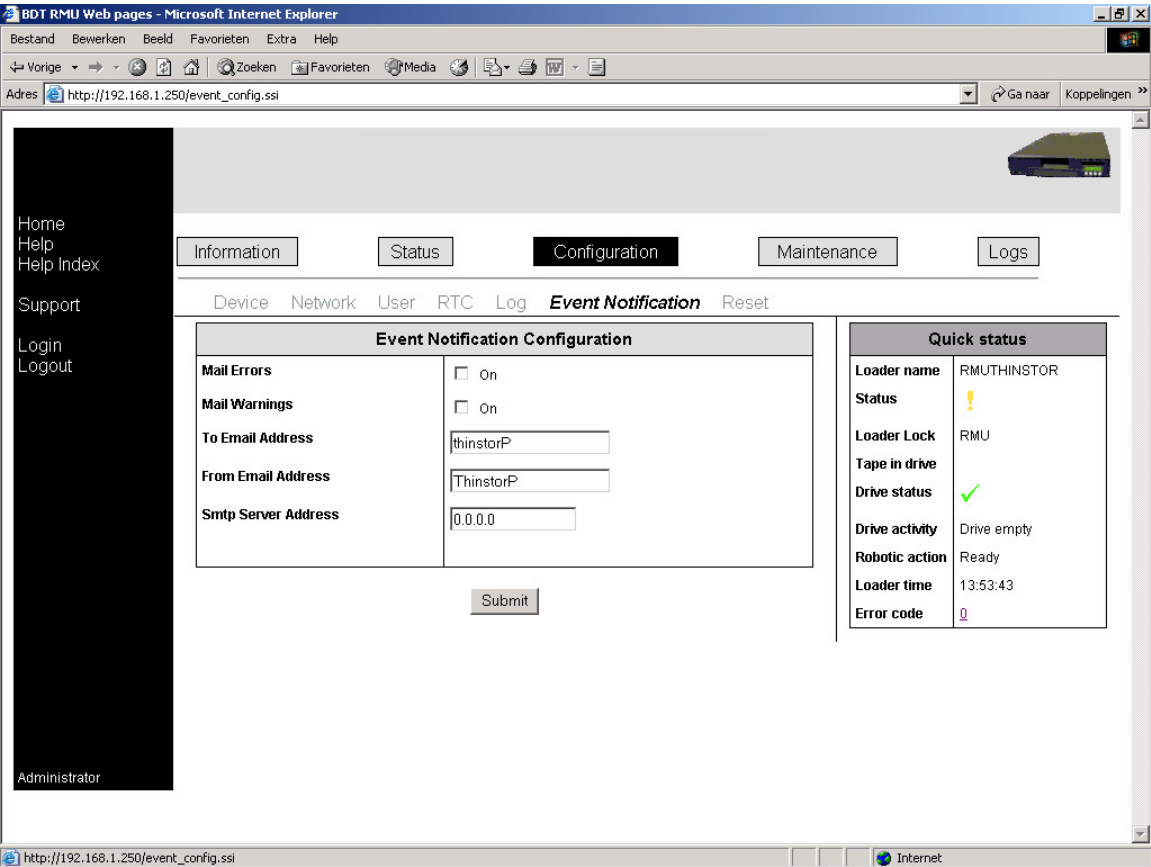 BDT RMU Web pages - Microsoft Internet Explorer
Bestand Bewerken Beeld Favorieten Extra Help
Vorige Zoeken Favorieten Media
Adres http://192.168.1.250/event_config.ssi Ga naar Koppelingen »
Home
Help
Help Index
Support
Login
Logout
Administrator
Information Status Configuration Maintenance Logs
Device Network User RTC Log Event Notification Reset
Event Notification Configuration
Mail Errors On
Mail Warnings On
To Email Address thinstorP
From Email Address ThinstorP
Smtp Server Address 0.0.0.0
Submit
Quick status
Loader name RMUTHINSTOR
Status
Loader Lock RMU
Tape in drive
Drive status
Drive activity Drive empty
Robotic action Ready
Loader time 13:53:43
Error code 0
http://192.168.1.250/event_config.ssi Internet